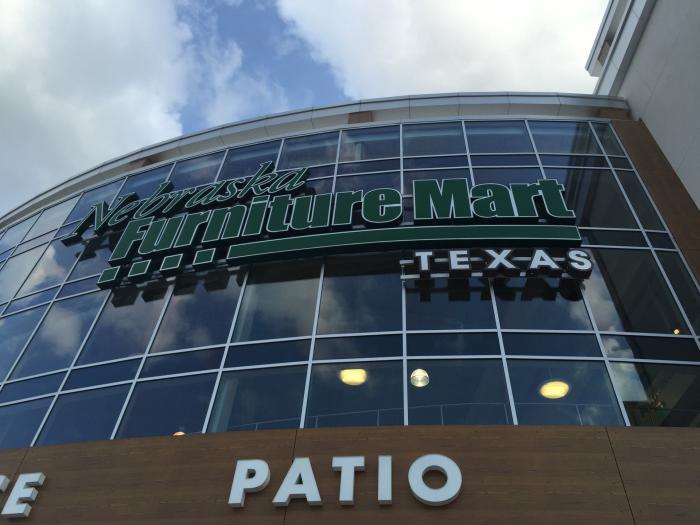 Nebraska
Furniture Mart
TEXAS
PATIO